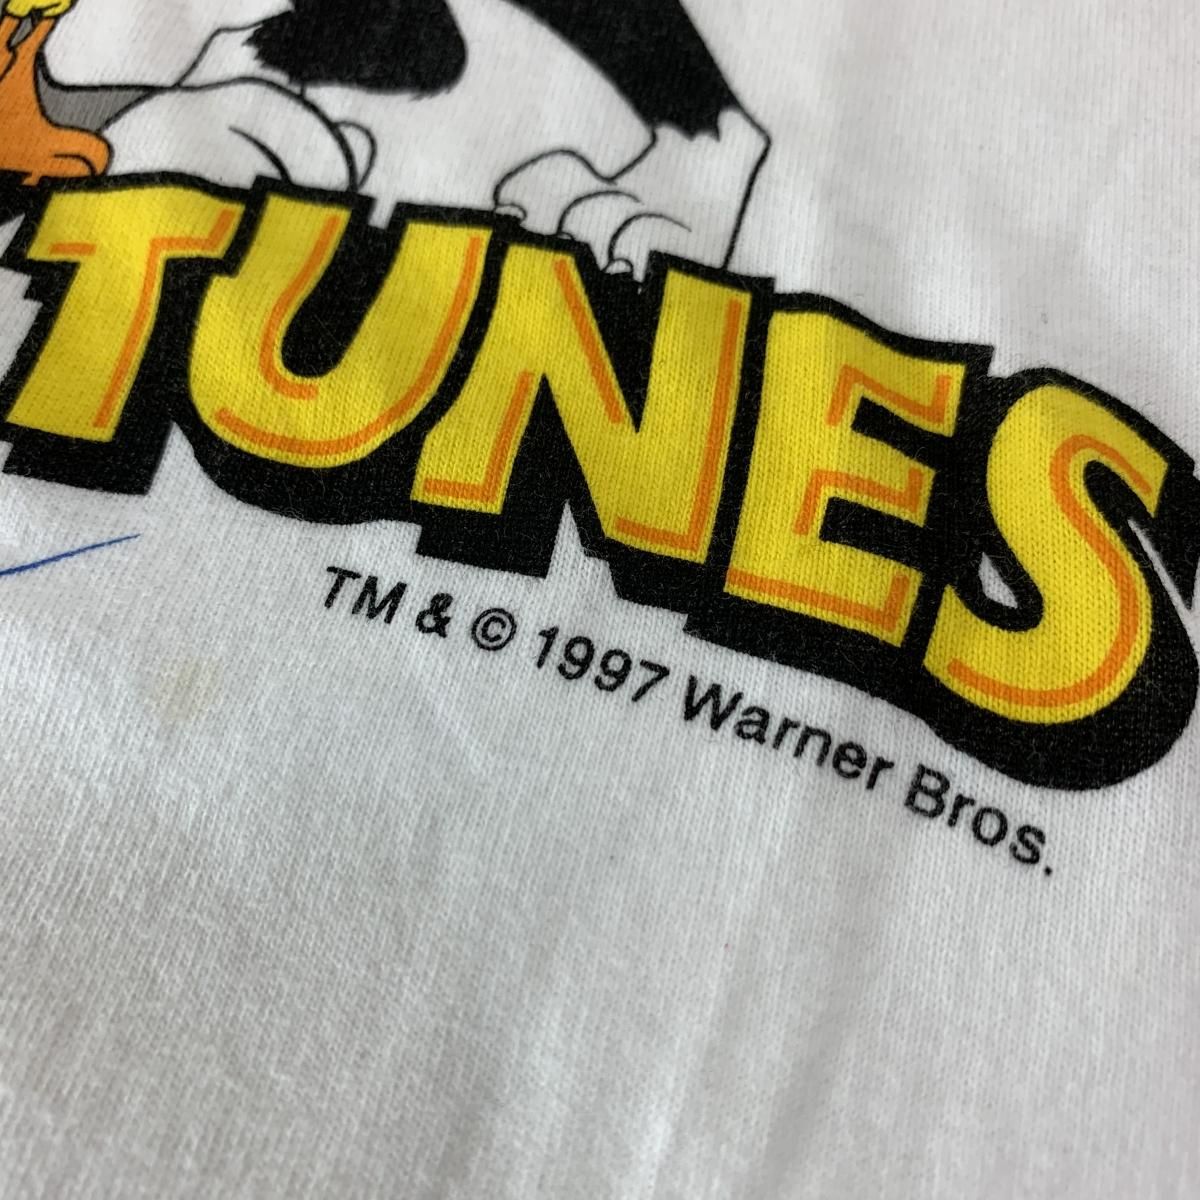 TUNES
TM & © 1997 Warner Bros.